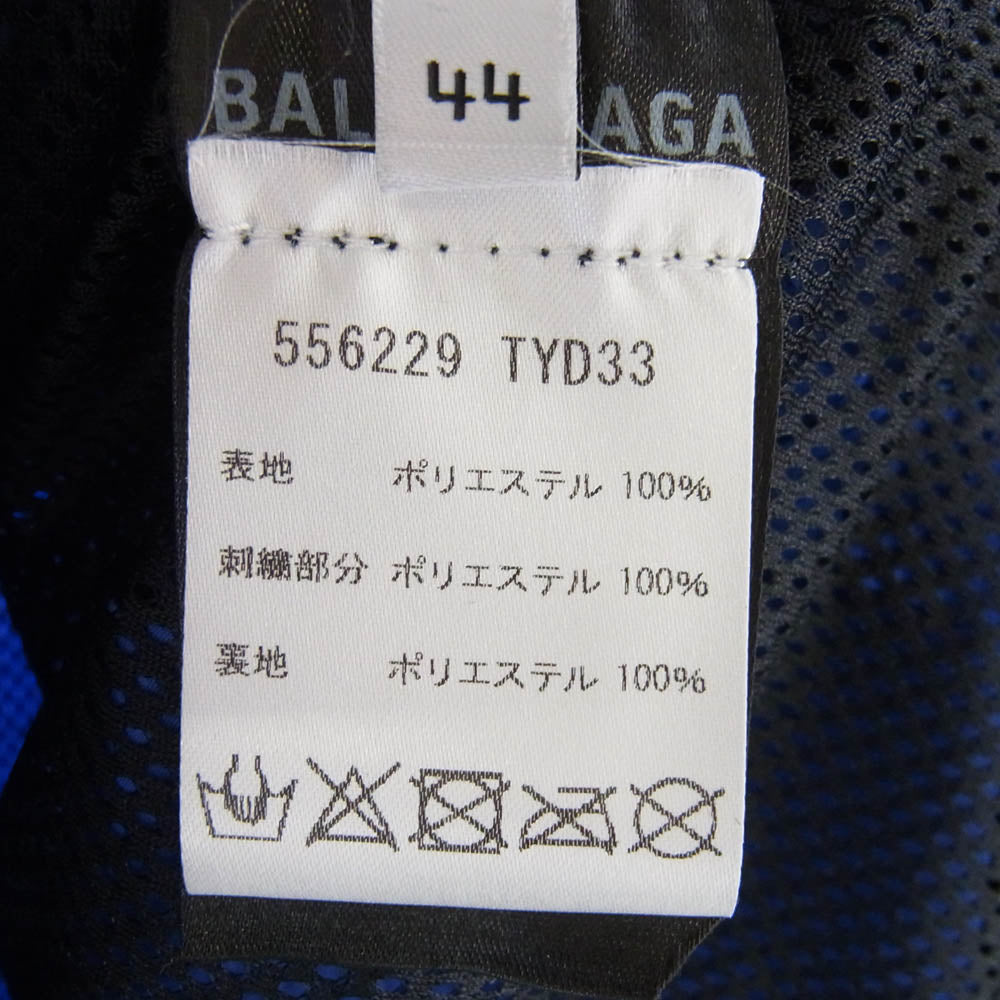 BAL AGA
44
556229 TYD33
表地 ポリエステル 100%
刺繍部分 ポリエステル 100%
裏地 ポリエステル 100%